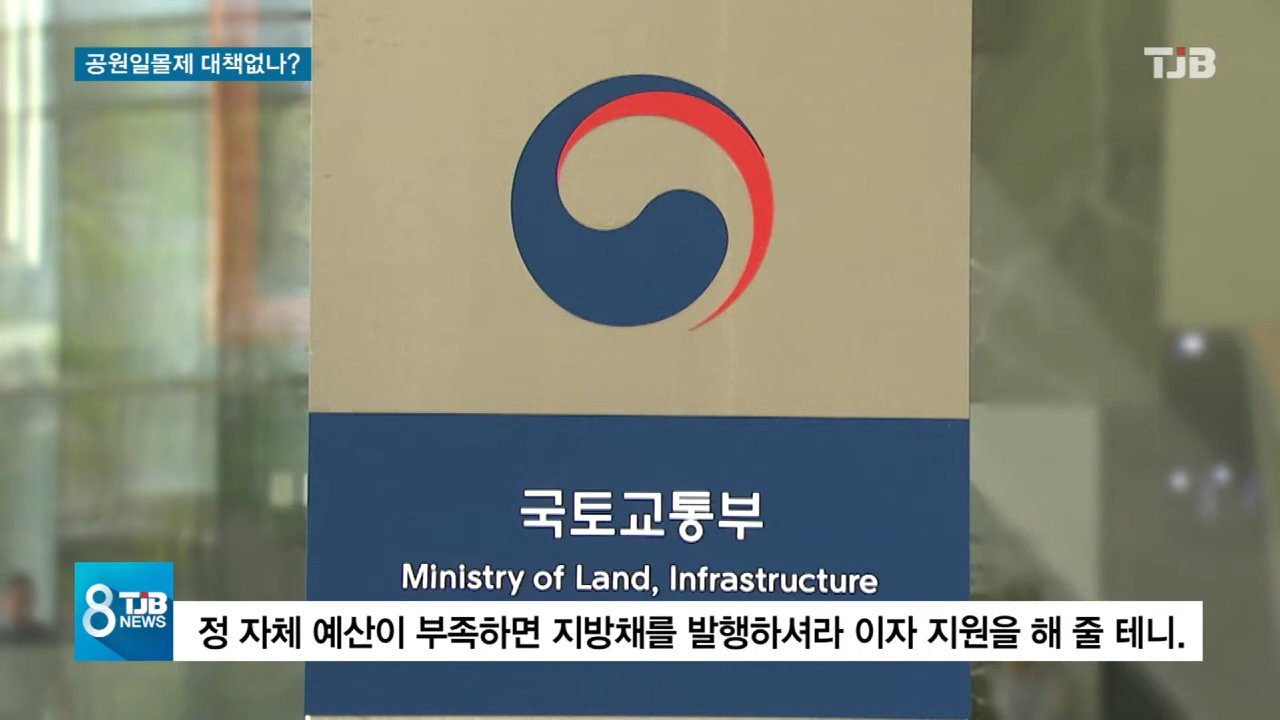 공원일몰제 대책없나?
TJB
국토교통부
Ministry of Land, Infrastructure
8 TJB
NEWS
정 자체 예산이 부족하면 지방채를 발행하셔라 이자 지원을 해 줄 테니.